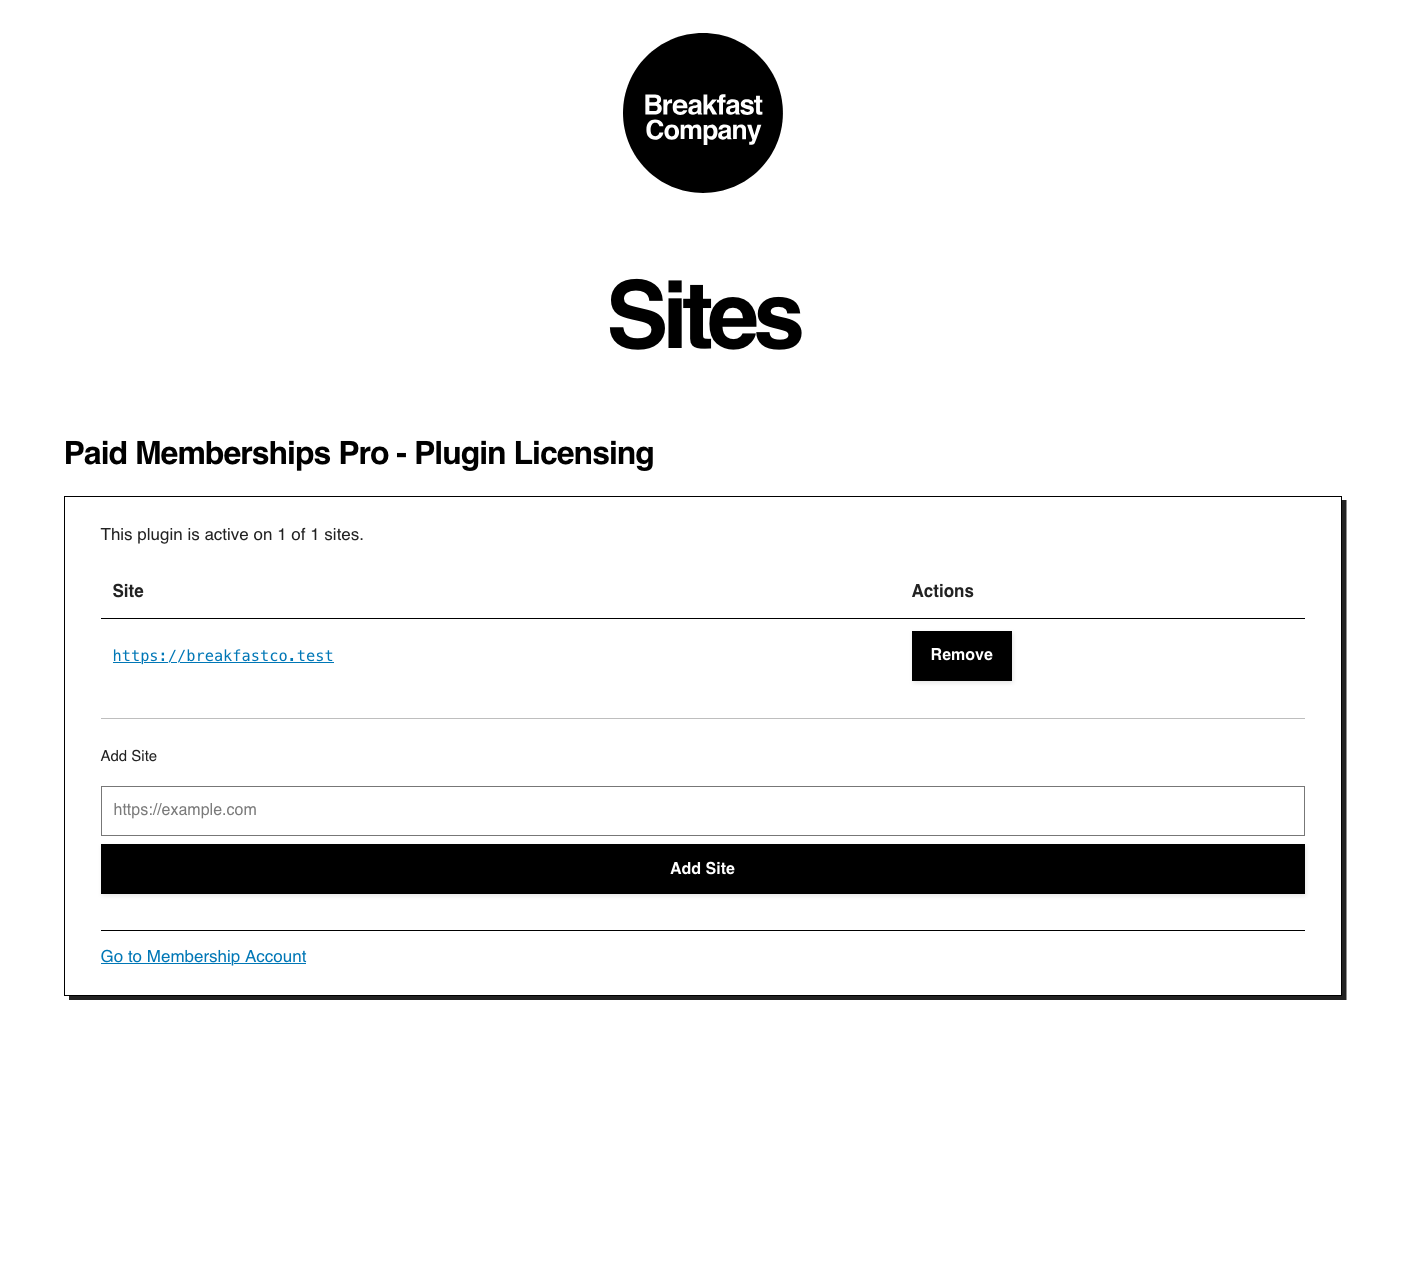 Breakfast
Company
Sites
Paid Memberships Pro - Plugin Licensing
This plugin is active on 1 of 1 sites.
Site Actions
https://breakfastco.test Remove
Add Site
https://example.com
Add Site
Go to Membership Account